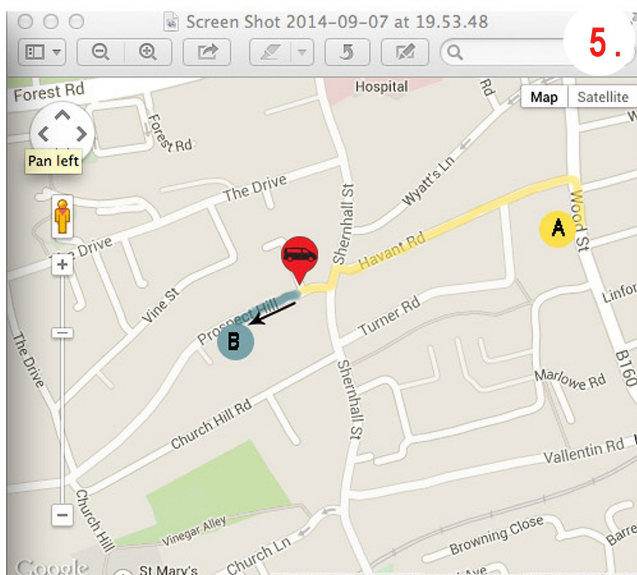 Screen Shot 2014-09-07 at 19.53.48
5.
Forest Rd
Hospital
Rd
Map
Satellite
Forest Rd
Pan left
Wyatt's Ln
The Drive
Shernhall St
Wood St
A
The Drive
Havant Rd
Vine St
Linfor
Prospect Hill
B
Turner Rd
The Drive
B160
Shernhall St
Marlowe Rd
Church Hill Rd
Vallentin Rd
Church Hill
Vinegar Alley
Browning Close
Barre
Church Ln
Google
St Mary's
Ave